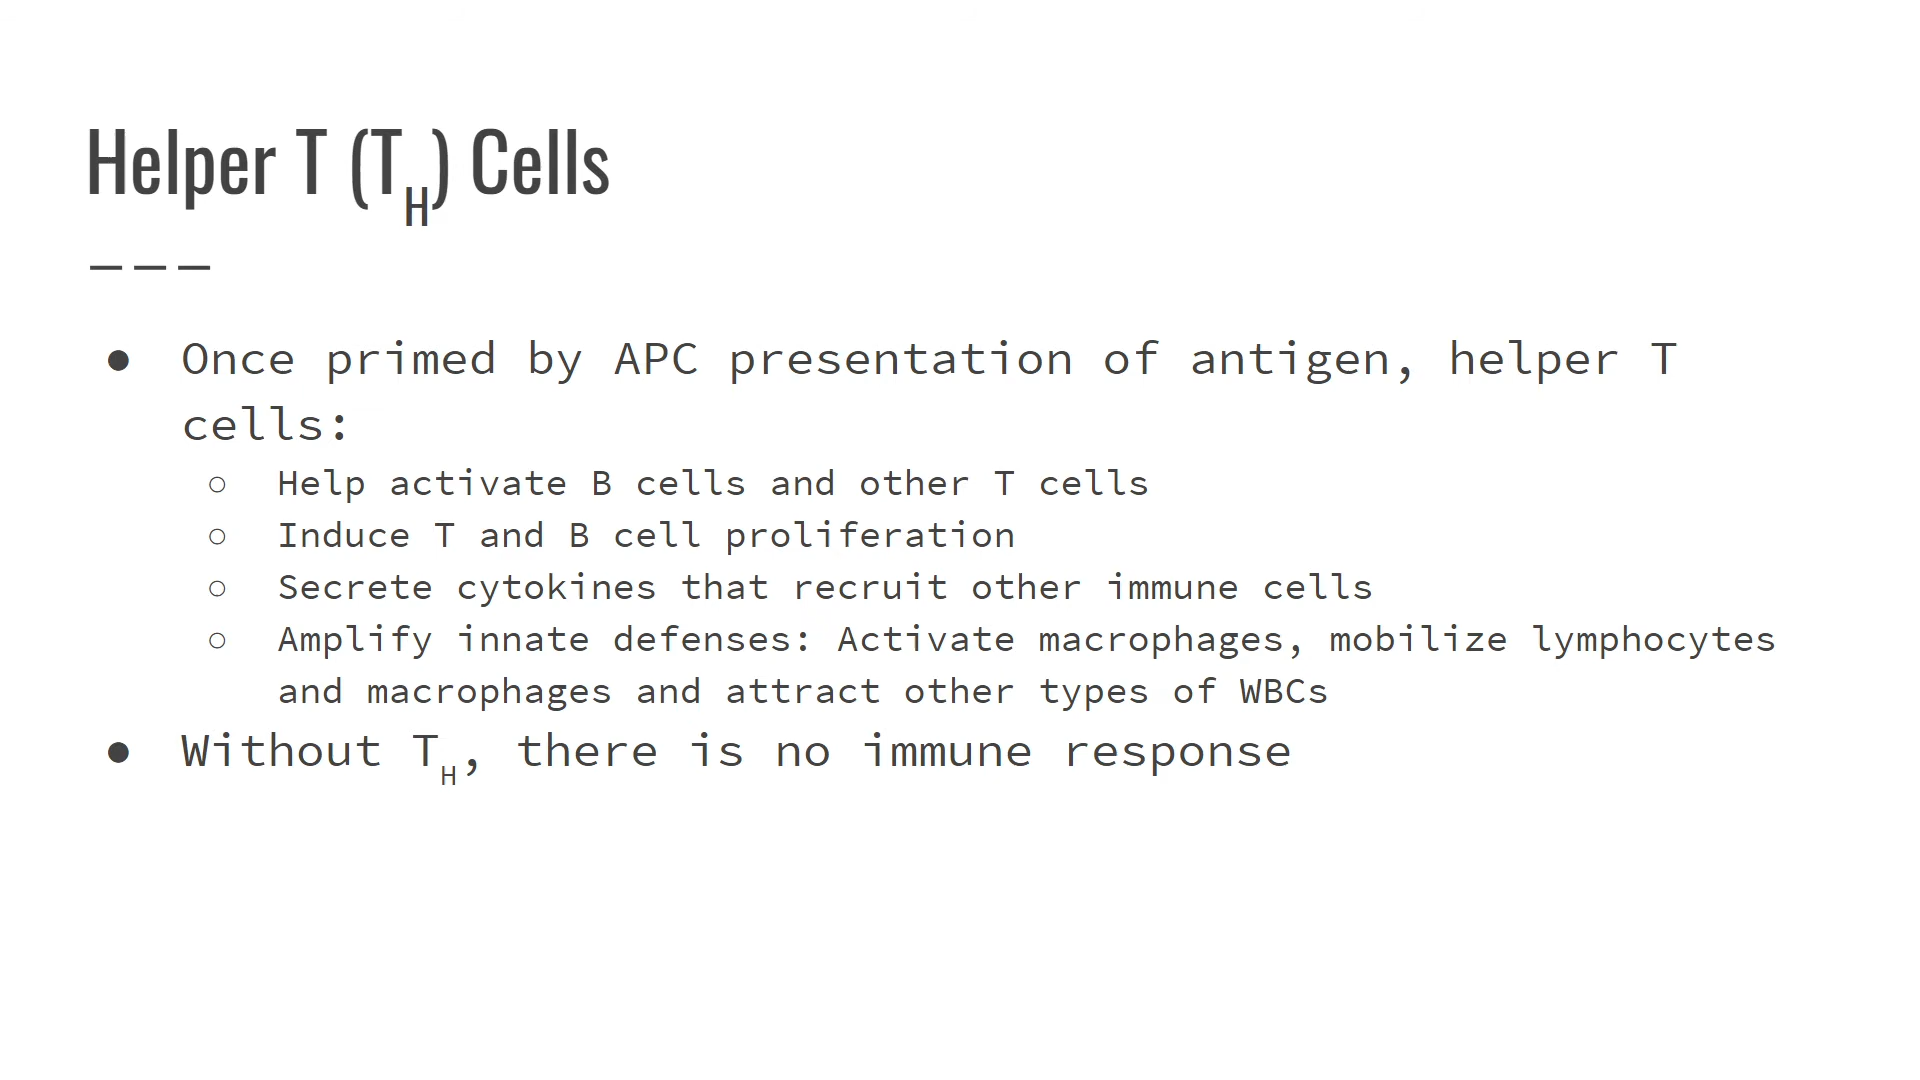 Helper T (T_H) Cells
● Once primed by APC presentation of antigen, helper T
cells:
○ Help activate B cells and other T cells
○ Induce T and B cell proliferation
○ Secrete cytokines that recruit other immune cells
○ Amplify innate defenses: Activate macrophages, mobilize lymphocytes
and macrophages and attract other types of WBCs
● Without T_H, there is no immune response